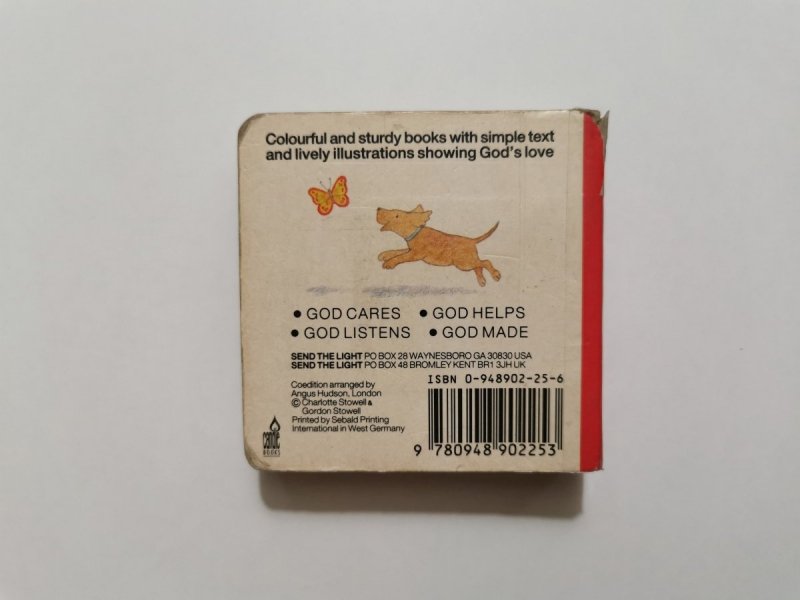 Colourful and sturdy books with simple text
and lively illustrations showing God's love
• GOD CARES • GOD HELPS
• GOD LISTENS • GOD MADE
SEND THE LIGHT PO BOX 28 WAYNESBORO GA 30830 USA
SEND THE LIGHT PO BOX 48 BROMLEY KENT BR1 3JH UK
Coedition arranged by
Angus Hudson, London
© Charlotte Stowell &
Gordon Stowell
Printed by Sebald Printing
International in West Germany
candle
BOOKS
ISBN 0-948902-25-6
9 780948 902253